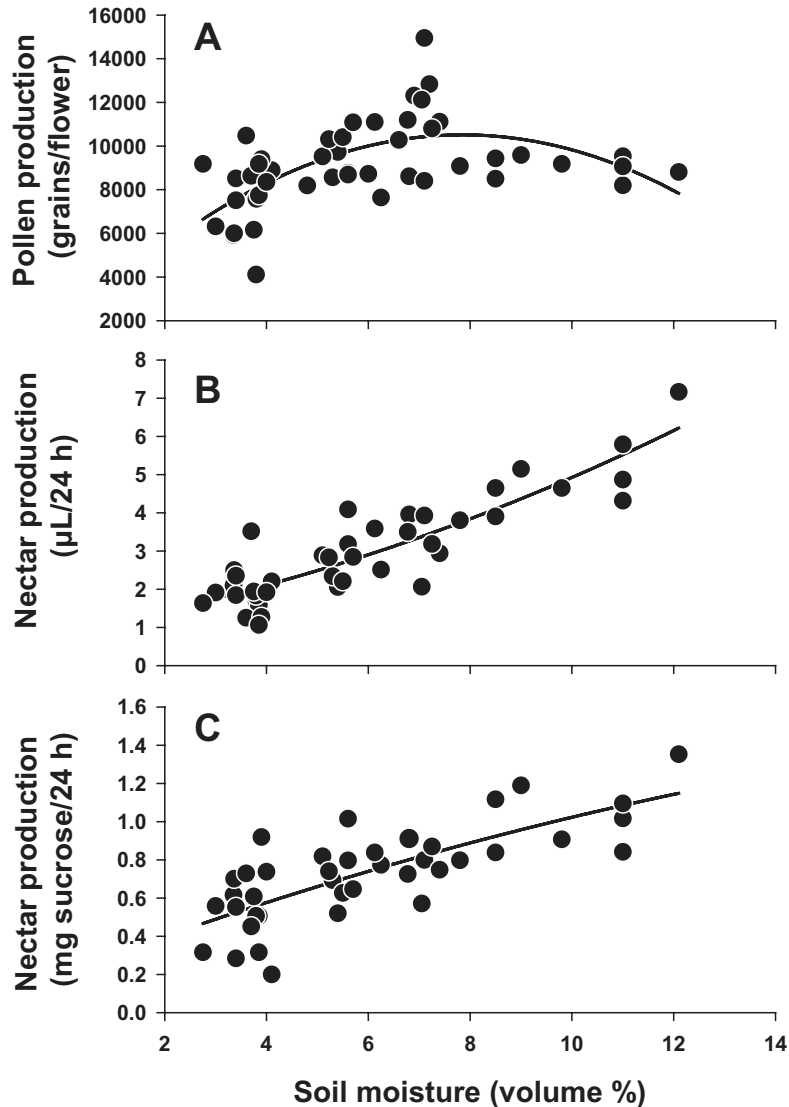 A
Pollen production
(grains/flower)
16000
14000
12000
10000
8000
6000
4000
2000
B
Nectar production
(µL/24 h)
8
7
6
5
4
3
2
1
0
C
Nectar production
(mg sucrose/24 h)
1.6
1.4
1.2
1.0
0.8
0.6
0.4
0.2
0.0
2 4 6 8 10 12 14
Soil moisture (volume %)